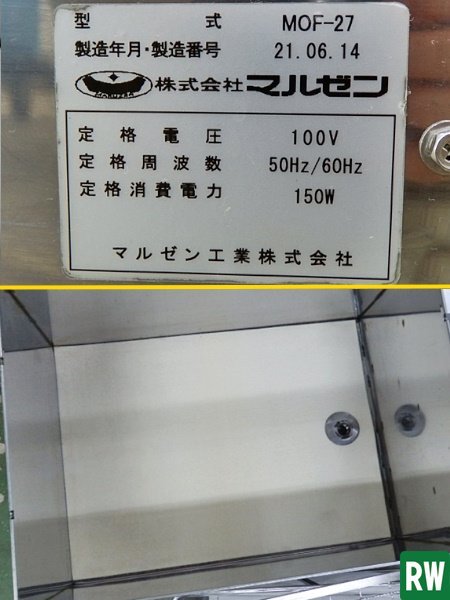 型 式 MOF-27
製造年月・製造番号 21.06.14
MARUZEN 株式会社マルゼン
定格電圧 100V
定格周波数 50Hz/60Hz
定格消費電力 150W
マルゼン工業株式会社
RW